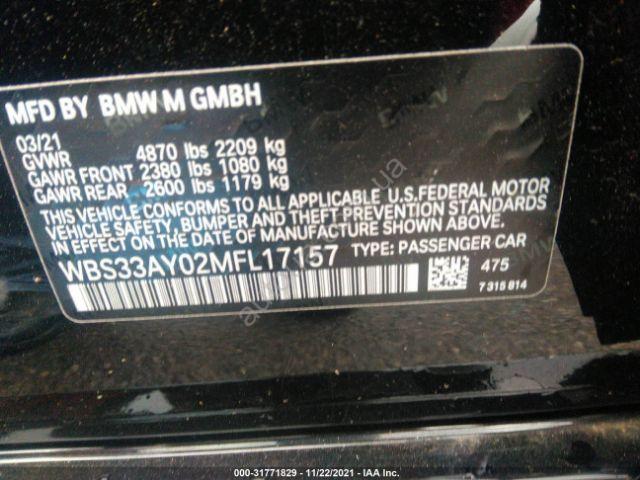 MFD BY BMW M GMBH
03/21
GVWR 4870 lbs 2209 kg
GAWR FRONT 2380 lbs 1080 kg
GAWR REAR 2600 lbs 1179 kg
THIS VEHICLE CONFORMS TO ALL APPLICABLE U.S.FEDERAL MOTOR
VEHICLE SAFETY, BUMPER AND THEFT PREVENTION STANDARDS
IN EFFECT ON THE DATE OF MANUFACTURE SHOWN ABOVE.
WBS33AY02MFL17157 TYPE: PASSENGER CAR
475
7 315 814
000-31771829 - 11/22/2021 - IAA Inc.